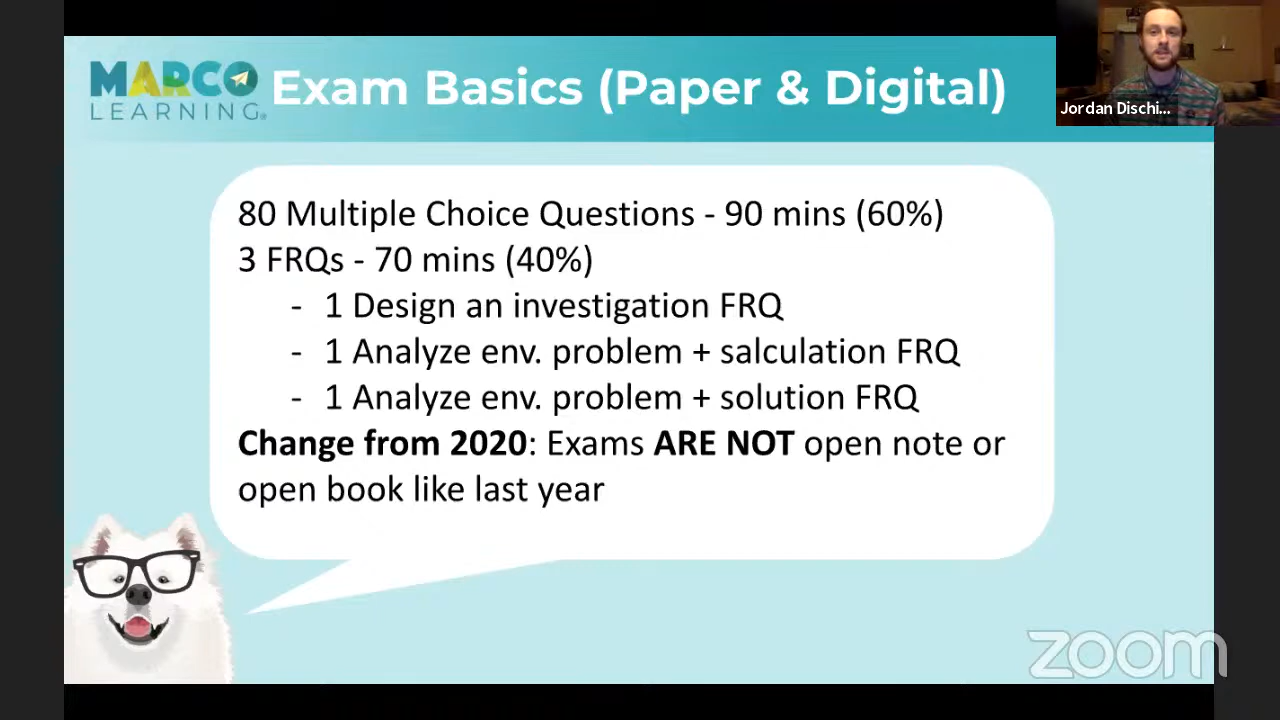 MARCO
LEARNING®
Exam Basics (Paper & Digital)
Jordan Dischi...
80 Multiple Choice Questions - 90 mins (60%)
3 FRQs - 70 mins (40%)
- 1 Design an investigation FRQ
- 1 Analyze env. problem + salculation FRQ
- 1 Analyze env. problem + solution FRQ
Change from 2020: Exams ARE NOT open note or
open book like last year
zoom